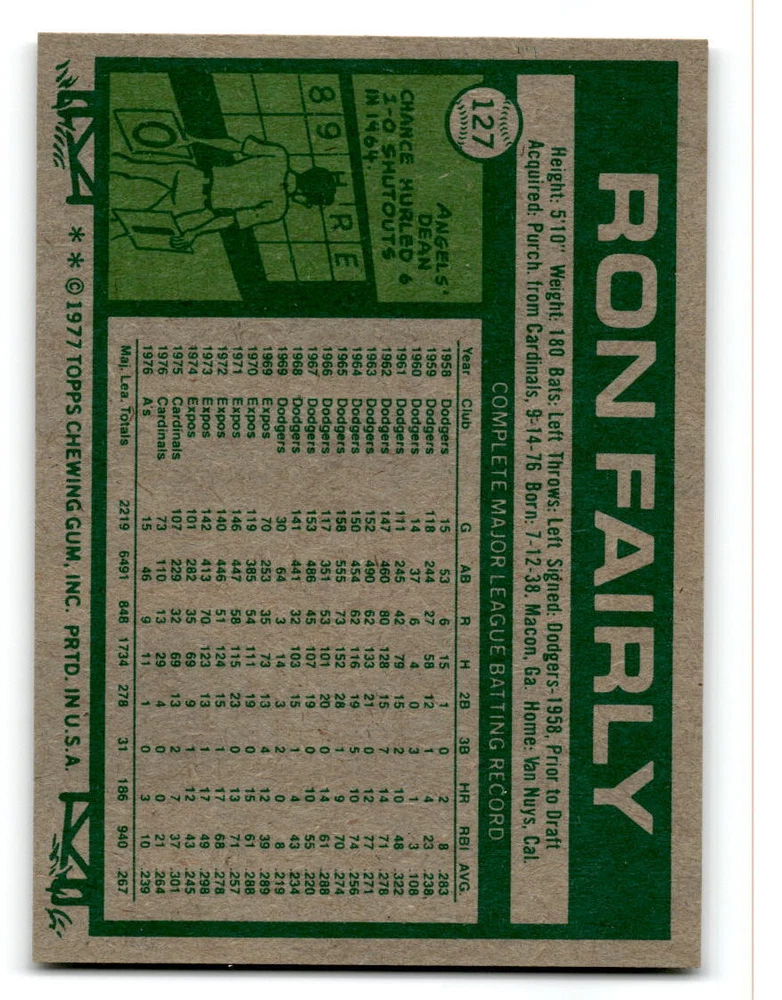 RON FAIRLY
127
Height: 5'10" Weight: 180 Bats: Left Throws: Left Signed: Dodgers-1958, Prior to Draft
Acquired: Purch. from Cardinals, 9-14-76 Born: 7-12-38, Macon, Ga. Home: Van Nuys, Cal.
ANGELS'
DEAN
CHANCE HURLED 6
1-0 SHUTOUTS
IN 1964.
8 9 H R E
0
1
COMPLETE MAJOR LEAGUE BATTING RECORD
Year Club G AB R H 2B 3B HR RBI AVG.
1958 Dodgers 15 53 6 15 1 0 2 8 .283
1959 Dodgers 118 244 27 58 12 1 4 23 .238
1960 Dodgers 14 37 6 4 0 3 1 3 .108
1961 Dodgers 111 245 42 79 15 2 10 48 .322
1962 Dodgers 147 460 80 128 15 7 14 71 .278
1963 Dodgers 152 490 62 133 21 0 12 77 .271
1964 Dodgers 150 454 62 116 19 5 10 74 .256
1965 Dodgers 158 555 73 152 28 1 9 70 .274
1966 Dodgers 117 351 53 101 20 0 14 61 .288
1967 Dodgers 153 486 45 107 19 0 10 55 .220
1968 Dodgers 141 441 32 103 15 1 4 43 .234
1969 Dodgers 30 64 3 14 3 2 0 8 .219
1969 Expos 70 253 35 73 13 4 12 39 .289
1970 Expos 119 385 54 111 19 0 15 61 .288
1971 Expos 146 447 58 115 23 0 13 71 .257
1972 Expos 140 446 51 124 15 1 17 68 .278
1973 Expos 142 413 70 123 13 1 17 49 .298
1974 Expos 101 282 35 69 9 1 12 43 .245
1975 Cardinals 107 229 32 69 13 2 7 37 .301
1976 Cardinals 73 110 13 29 4 0 0 21 .264
1976 A's 15 46 9 11 1 0 3 10 .239
Maj. Lea. Totals 2219 6491 848 1734 278 31 186 940 .267
* * ©1977 TOPPS CHEWING GUM, INC. PRTD. IN U.S.A.